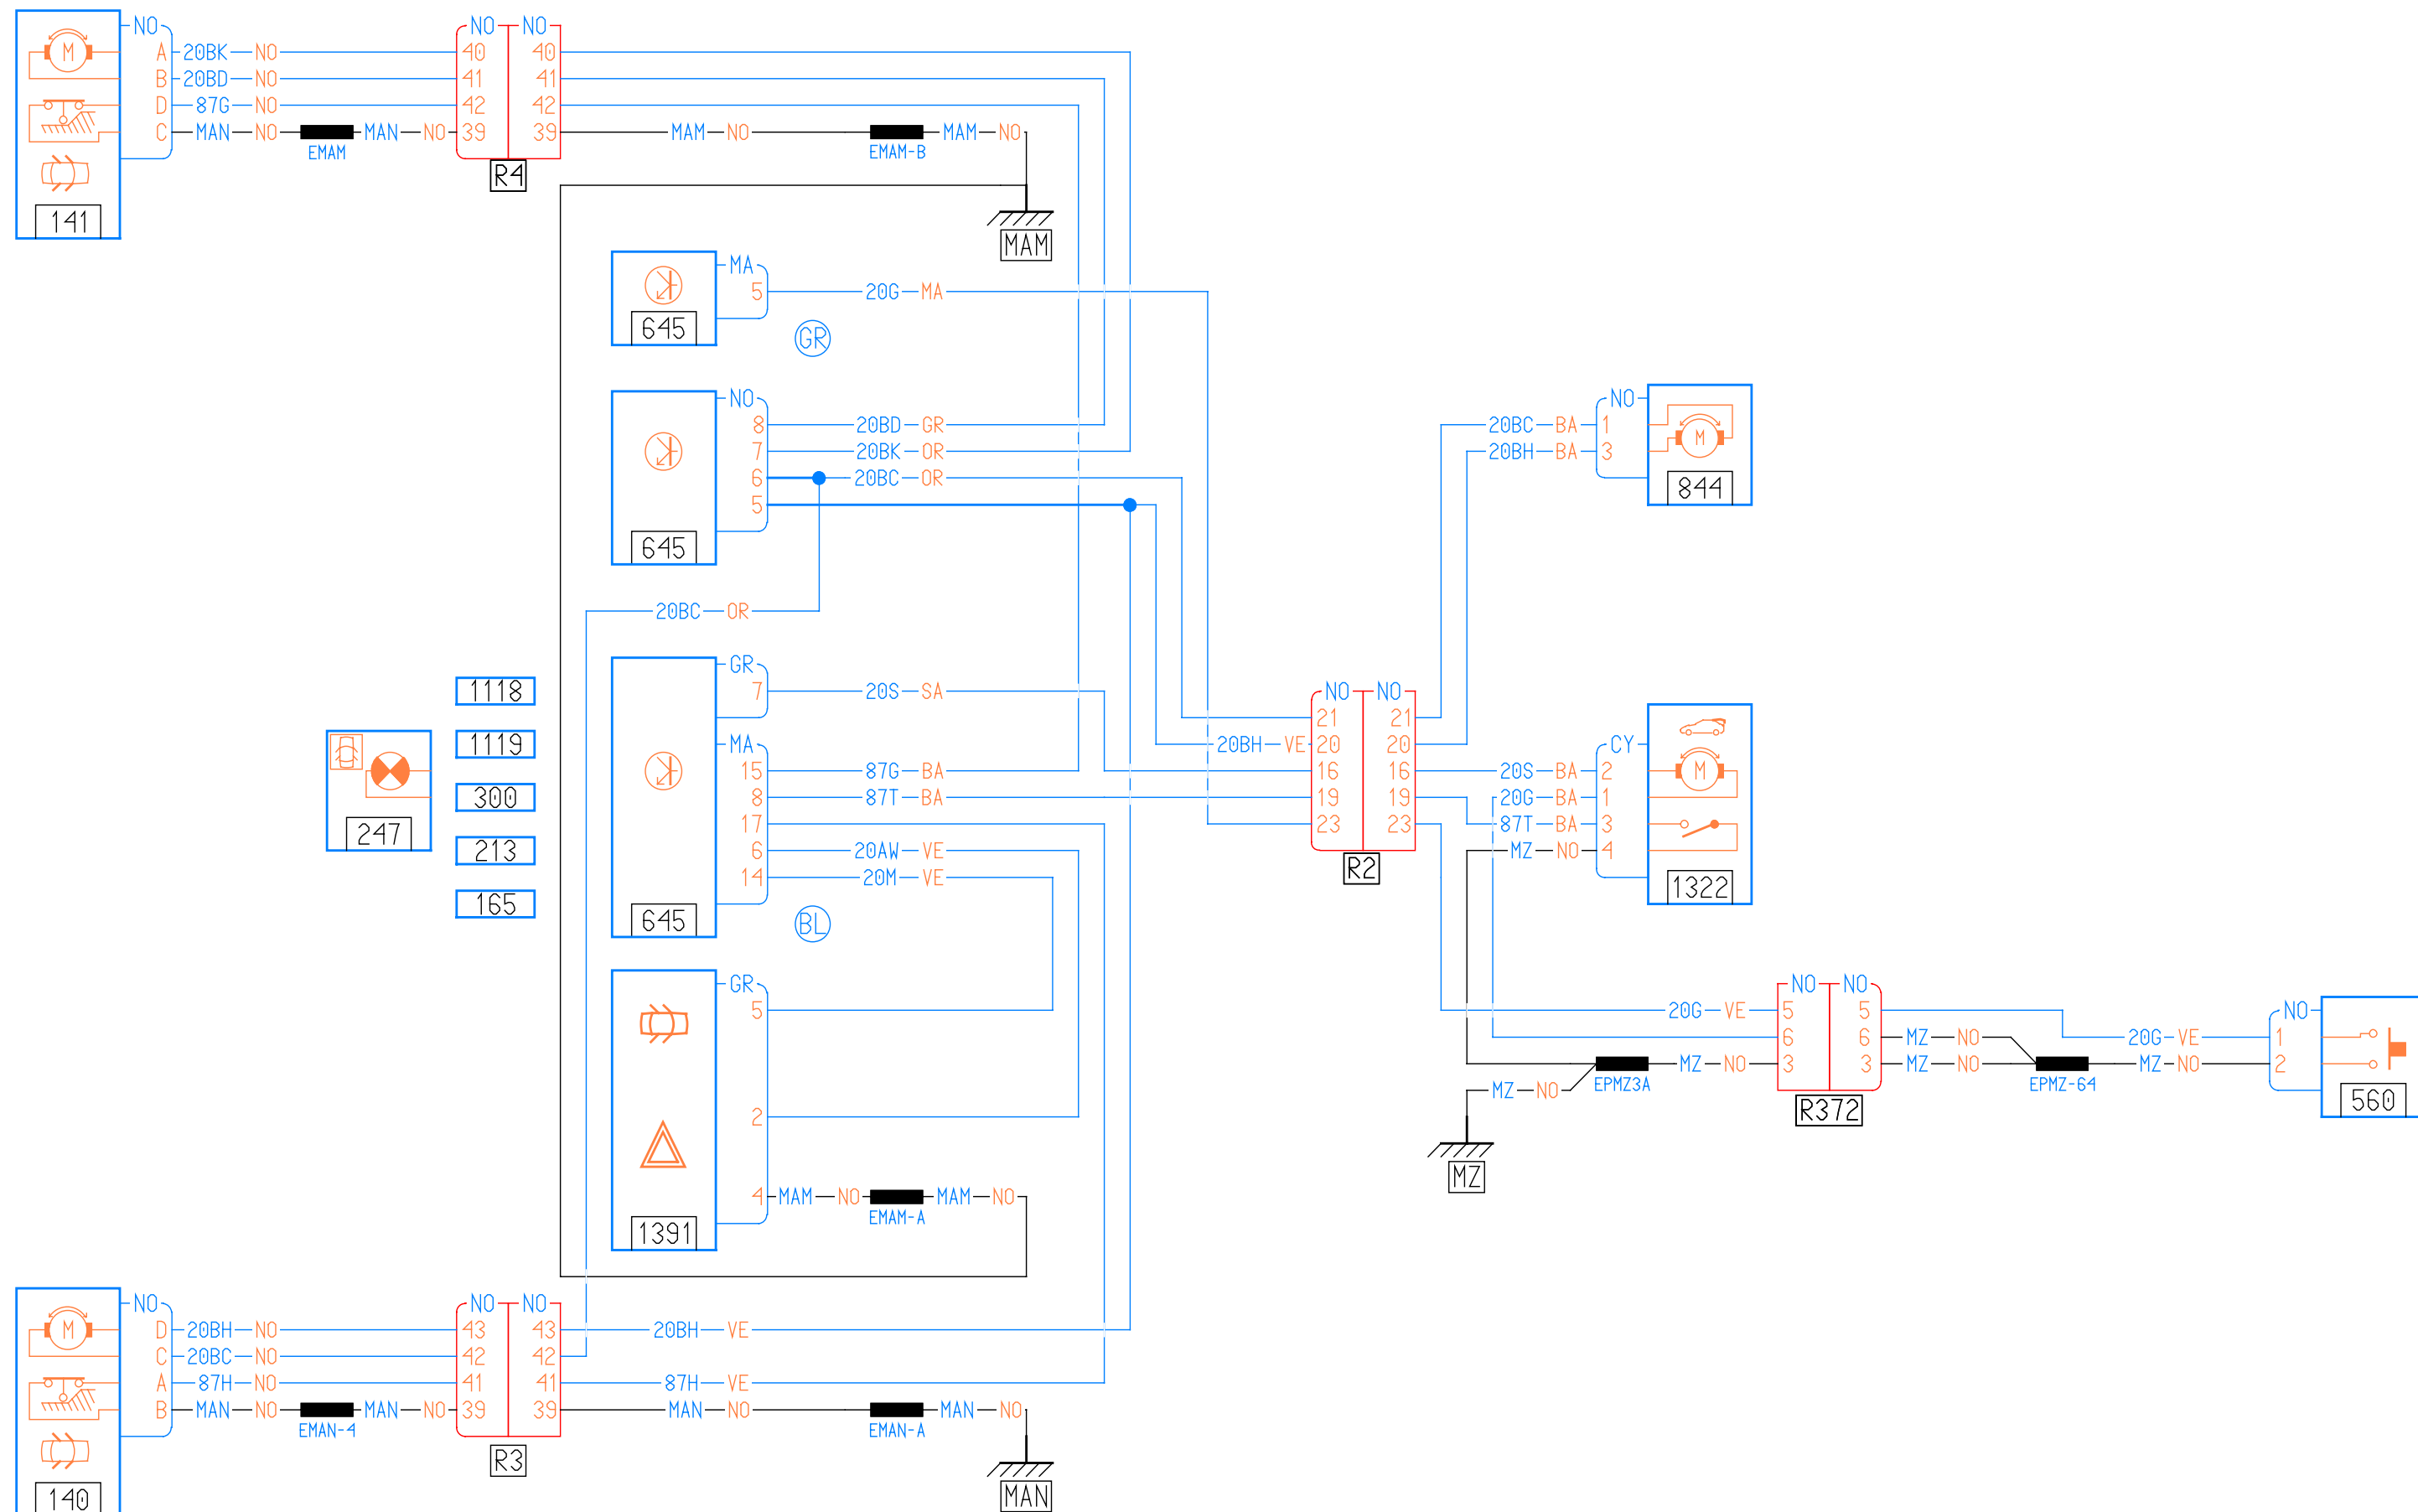 NO
A 20BK NO 40
B 20BD NO 41
D 87G NO 42
C MAN NO EMAM MAN NO 39
M
141
NO NO
40
41
42
39 MAM NO EMAM-B MAM NO
R4
MAM
MA
5 20G MA
645
GR
NO
8 20BD GR
7 20BK OR
6 20BC OR
5
645
20BC OR
NO
20BC BA 1
20BH BA 3
M
844
1118
1119
300
213
165
247
GR
7 20S SA
MA
15 87G BA
8 87T BA
17
6 20AW VE
14 20M VE
645
BL
NO NO
21 21
20BH VE 20 20
16 16
19 19
23 23
R2
CY
20S BA 2
20G BA 1
87T BA 3
MZ NO 4
M
1322
GR
5
2
4 MAM NO EMAM-A MAM NO
1391
NO NO
20G VE 5 5
6 6 MZ NO
EPMZ3A MZ NO 3 3 MZ NO EPMZ-64 MZ NO 2
MZ NO
R372
MZ
NO
20G VE 1
560
NO
D 20BH NO 43
C 20BC NO 42
A 87H NO 41
B MAN NO EMAN-4 MAN NO 39
M
140
NO NO
43 20BH VE
42
41 87H VE
39 MAN NO EMAN-A MAN NO
R3
MAN